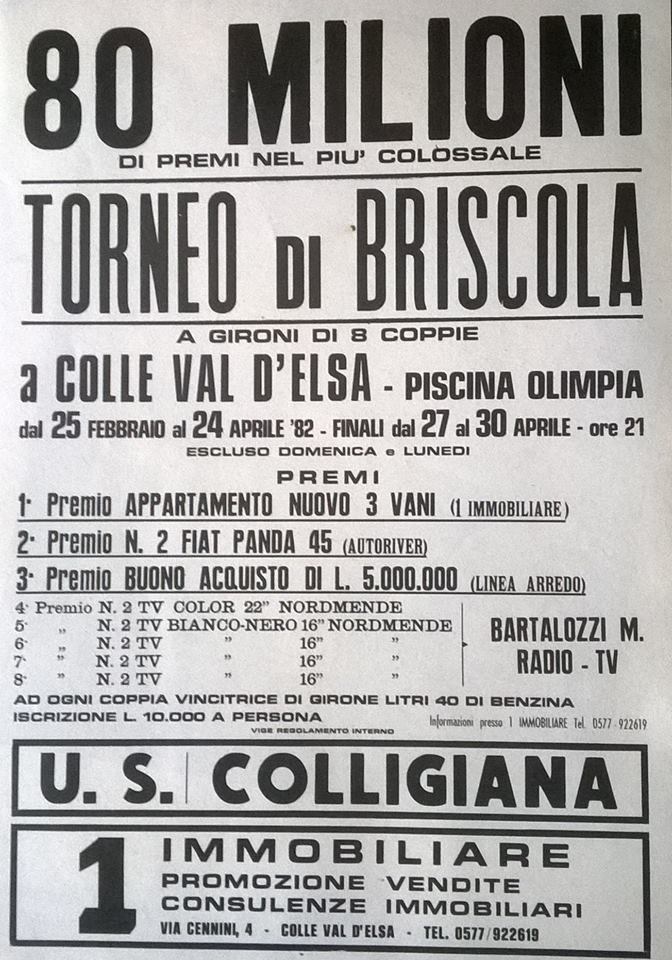 80 MILIONI
DI PREMI NEL PIU' COLOSSALE
TORNEO DI BRISCOLA
A GIRONI DI 8 COPPIE
a COLLE VAL D'ELSA - PISCINA OLIMPIA
dal 25 FEBBRAIO al 24 APRILE '82 - FINALI dal 27 al 30 APRILE - ore 21
ESCLUSO DOMENICA e LUNEDI
PREMI
1° Premio APPARTAMENTO NUOVO 3 VANI (1 IMMOBILIARE)
2° Premio N. 2 FIAT PANDA 45 (AUTORIVER)
3° Premio BUONO ACQUISTO DI L. 5.000.000 (LINEA ARREDO)
4° Premio N. 2 TV COLOR 22" NORDMENDE
5° „ N. 2 TV BIANCO-NERO 16" NORDMENDE
6° „ N. 2 TV " 16" "
7° " N. 2 TV " 16" "
8° " N. 2 TV " 16" "
BARTALOZZI M.
RADIO - TV
AD OGNI COPPIA VINCITRICE DI GIRONE LITRI 40 DI BENZINA
ISCRIZIONE L. 10.000 A PERSONA
Informazioni presso 1 IMMOBILIARE Tel. 0577-922619
VIGE REGOLAMENTO INTERNO
U. S. COLLIGIANA
1 IMMOBILIARE
PROMOZIONE VENDITE
CONSULENZE IMMOBILIARI
VIA CENNINI, 4 - COLLE VAL D'ELSA - TEL. 0577/922619